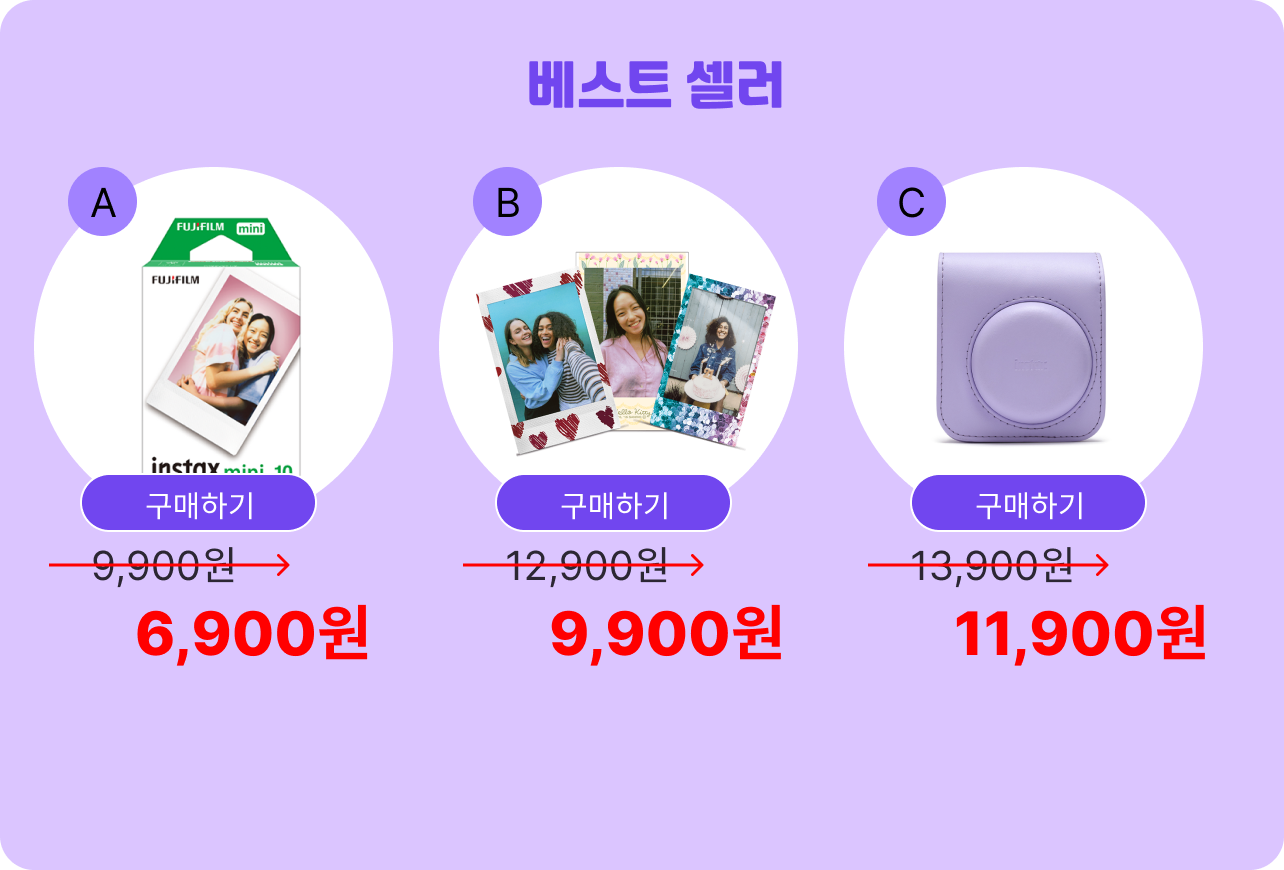 베스트 셀러
A
B
C
FUJIFILM mini
FUJIFILM
instax mini 10
Hello Kitty
구매하기
구매하기
구매하기
9,900원
12,900원
13,900원
6,900원
9,900원
11,900원